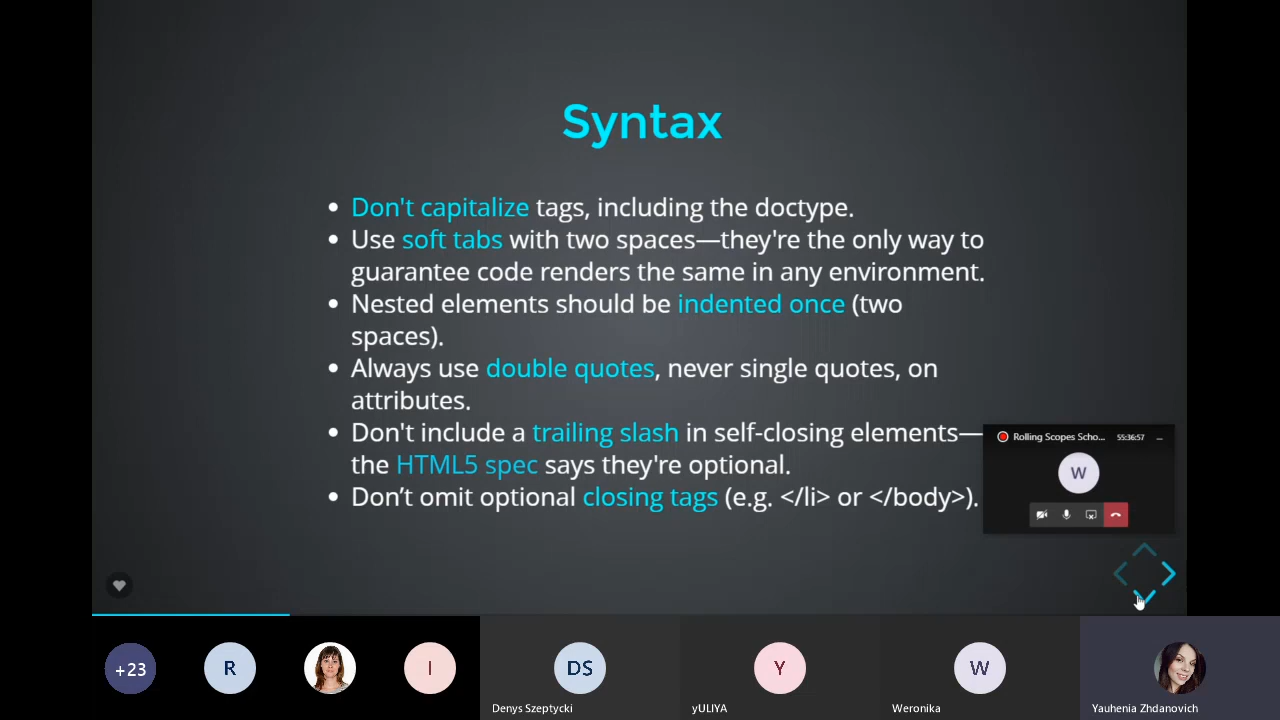 Syntax
Don't capitalize tags, including the doctype.
Use soft tabs with two spaces—they're the only way to
guarantee code renders the same in any environment.
Nested elements should be indented once (two
spaces).
Always use double quotes, never single quotes, on
attributes.
Don't include a trailing slash in self-closing elements—
the HTML5 spec says they're optional.
Don’t omit optional closing tags (e.g. </li> or </body>).
Rolling Scopes Scho... 55:36:57
W
+23
R
I
DS
Y
W
Denys Szeptycki
yULIYA
Weronika
Yauhenia Zhdanovich